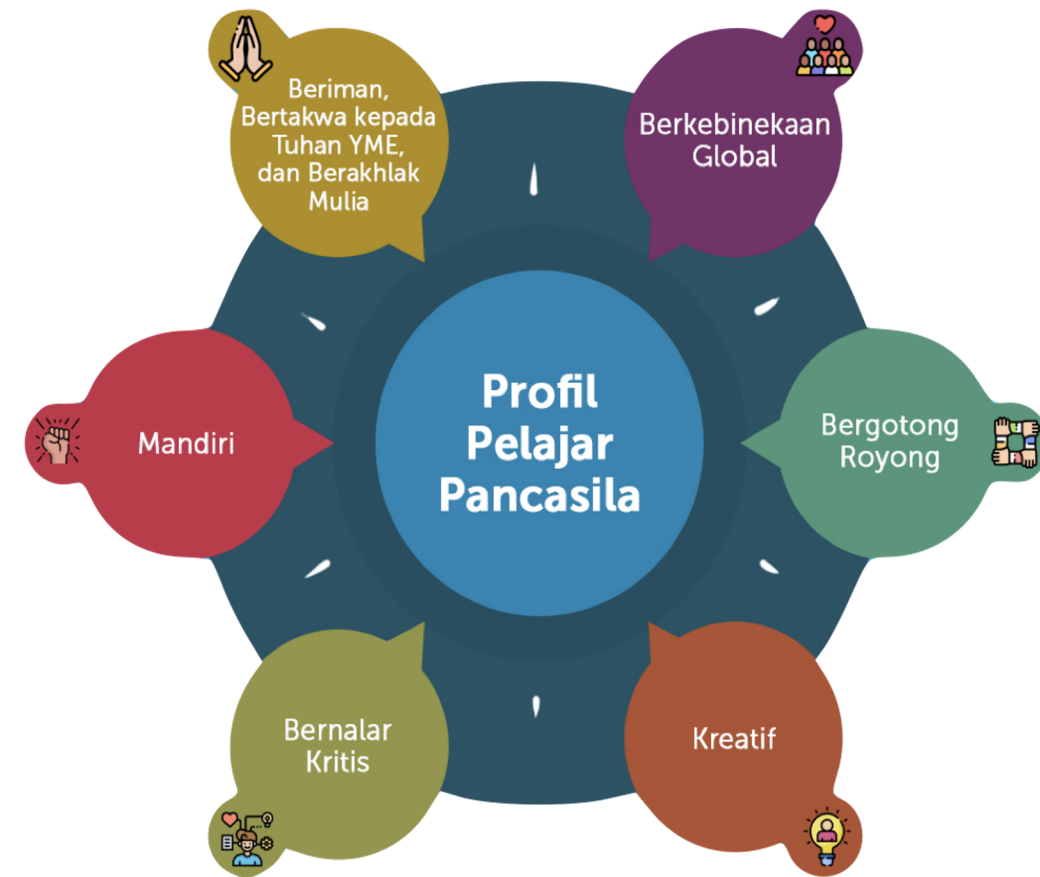 Beriman,
Bertakwa kepada
Tuhan YME,
dan Berakhlak
Mulia
Berkebinekaan
Global
Mandiri
Profil
Pelajar
Pancasila
Bergotong
Royong
Bernalar
Kritis
Kreatif